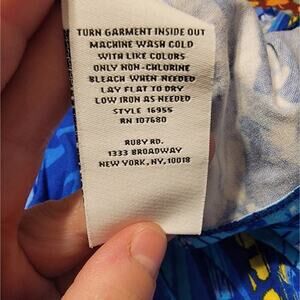 TURN GARMENT INSIDE OUT
MACHINE WASH COLD
WITH LIKE COLORS
ONLY NON-CHLORINE
BLEACH WHEN NEEDED
LAY FLAT TO DRY
LOW IRON AS NEEDED
STYLE 16955
RN 107680
RUBY RD.
1333 BROADWAY
NEW YORK, NY, 10018